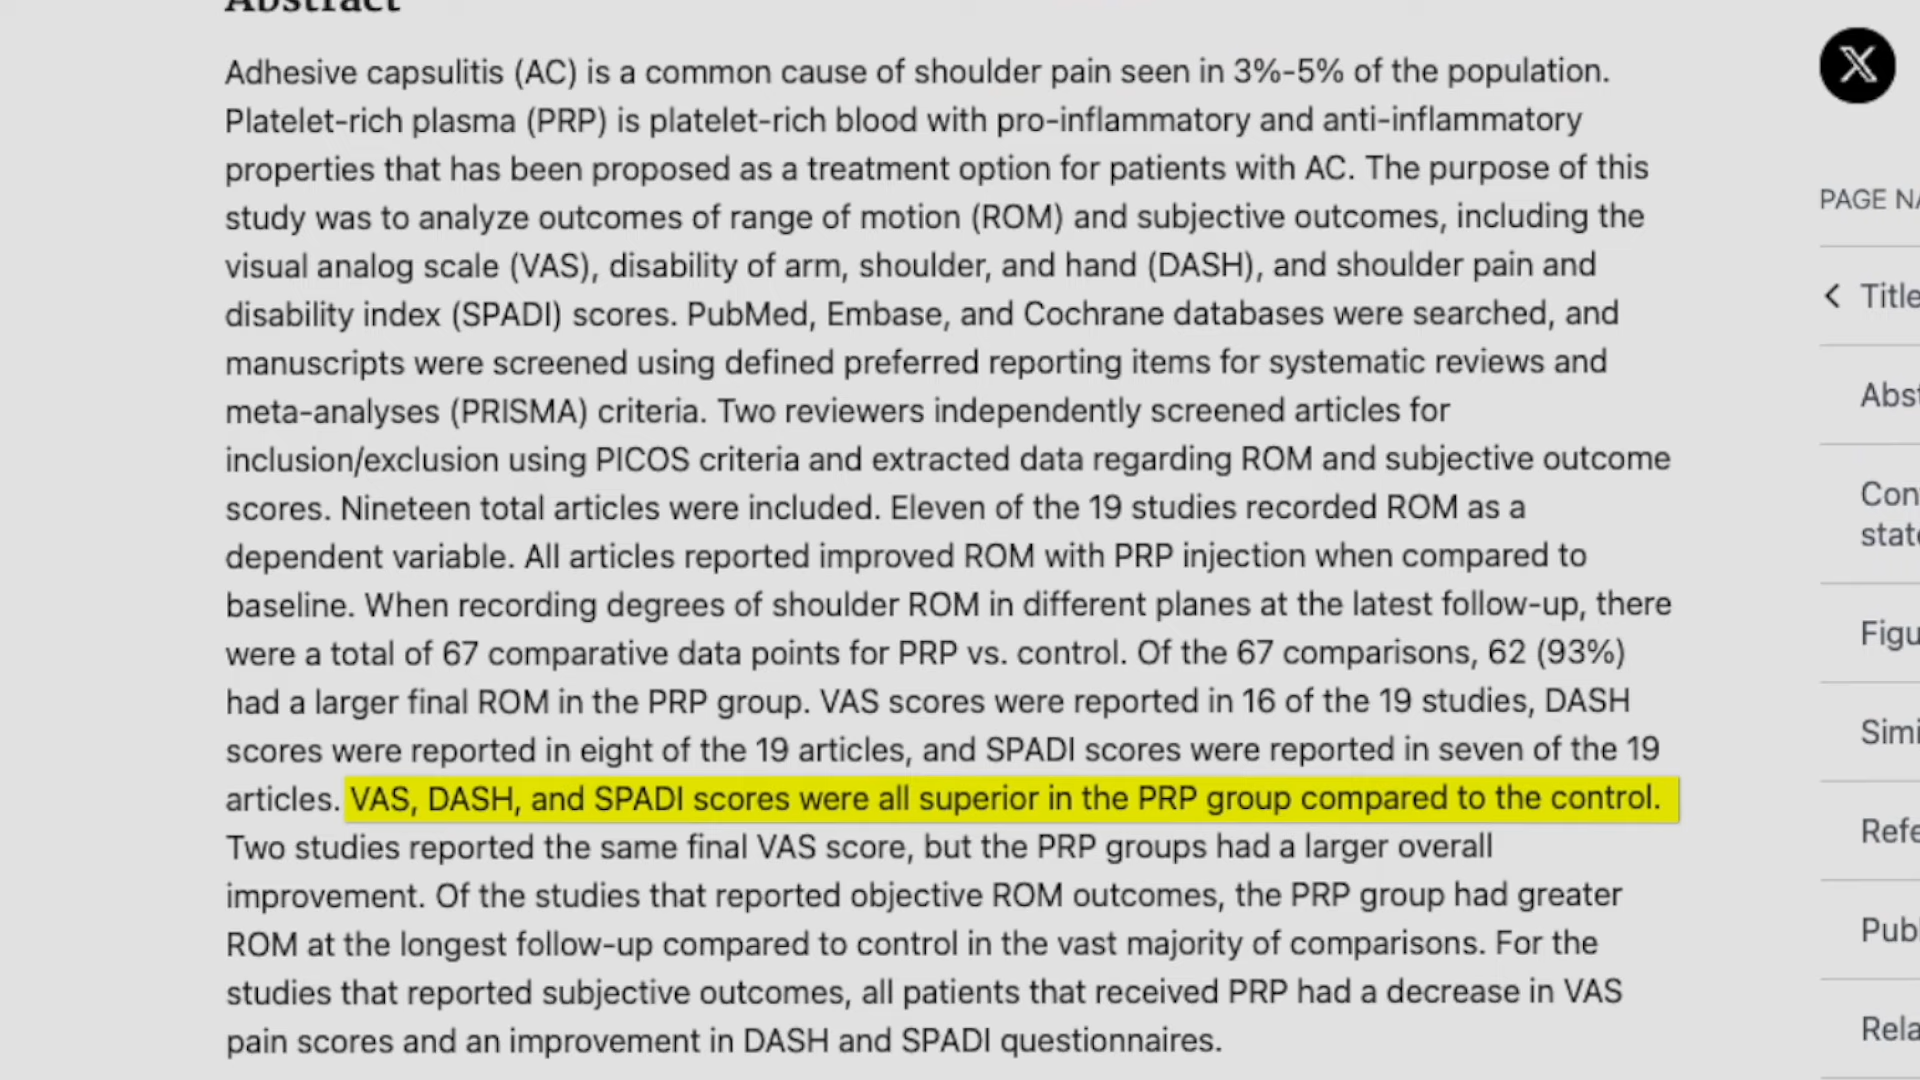 Abstract
Adhesive capsulitis (AC) is a common cause of shoulder pain seen in 3%-5% of the population.
Platelet-rich plasma (PRP) is platelet-rich blood with pro-inflammatory and anti-inflammatory
properties that has been proposed as a treatment option for patients with AC. The purpose of this
study was to analyze outcomes of range of motion (ROM) and subjective outcomes, including the
visual analog scale (VAS), disability of arm, shoulder, and hand (DASH), and shoulder pain and
disability index (SPADI) scores. PubMed, Embase, and Cochrane databases were searched, and
manuscripts were screened using defined preferred reporting items for systematic reviews and
meta-analyses (PRISMA) criteria. Two reviewers independently screened articles for
inclusion/exclusion using PICOS criteria and extracted data regarding ROM and subjective outcome
scores. Nineteen total articles were included. Eleven of the 19 studies recorded ROM as a
dependent variable. All articles reported improved ROM with PRP injection when compared to
baseline. When recording degrees of shoulder ROM in different planes at the latest follow-up, there
were a total of 67 comparative data points for PRP vs. control. Of the 67 comparisons, 62 (93%)
had a larger final ROM in the PRP group. VAS scores were reported in 16 of the 19 studies, DASH
scores were reported in eight of the 19 articles, and SPADI scores were reported in seven of the 19
articles. VAS, DASH, and SPADI scores were all superior in the PRP group compared to the control.
Two studies reported the same final VAS score, but the PRP groups had a larger overall
improvement. Of the studies that reported objective ROM outcomes, the PRP group had greater
ROM at the longest follow-up compared to control in the vast majority of comparisons. For the
studies that reported subjective outcomes, all patients that received PRP had a decrease in VAS
pain scores and an improvement in DASH and SPADI questionnaires.
X
PAGE NA
< Title
Abst
Con
state
Figu
Simi
Refe
Publ
Rela